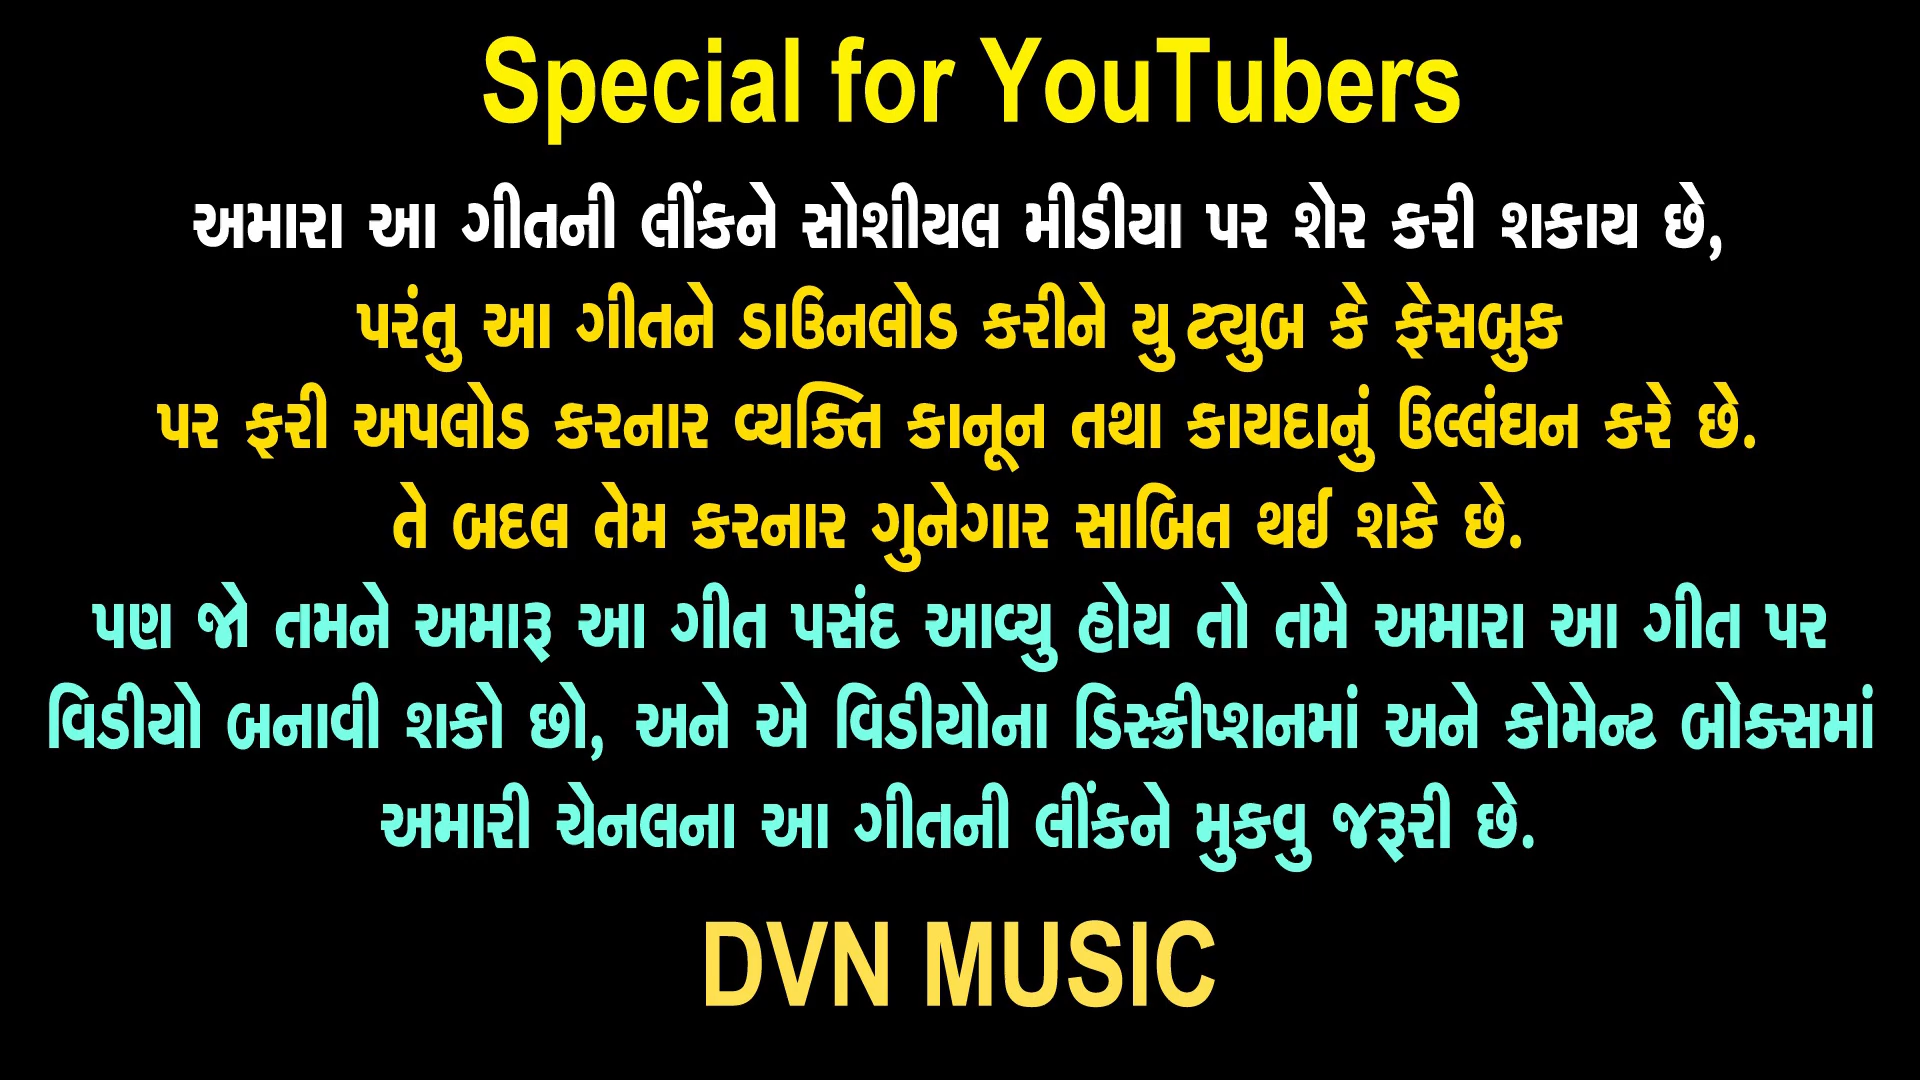 Special for YouTubers
અમારા આ ગીતની લીંકને સોશીયલ મીડીયા પર શેર કરી શકાય છે,
પરંતુ આ ગીતને ડાઉનલોડ કરીને યુ ટ્યુબ કે ફેસબુક
પર ફરી અપલોડ કરનાર વ્યક્તિ કાનૂન તથા કાયદાનું ઉલ્લંઘન કરે છે.
તે બદલ તેમ કરનાર ગુનેગાર સાબિત થઈ શકે છે.
પણ જો તમને અમારૂ આ ગીત પસંદ આવ્યુ હોય તો તમે અમારા આ ગીત પર
વિડીયો બનાવી શકો છો, અને એ વિડીયોના ડિસ્ક્રીપ્શનમાં અને કોમેન્ટ બોક્સમાં
અમારી ચેનલના આ ગીતની લીંકને મુકવુ જરૂરી છે.
DVN MUSIC